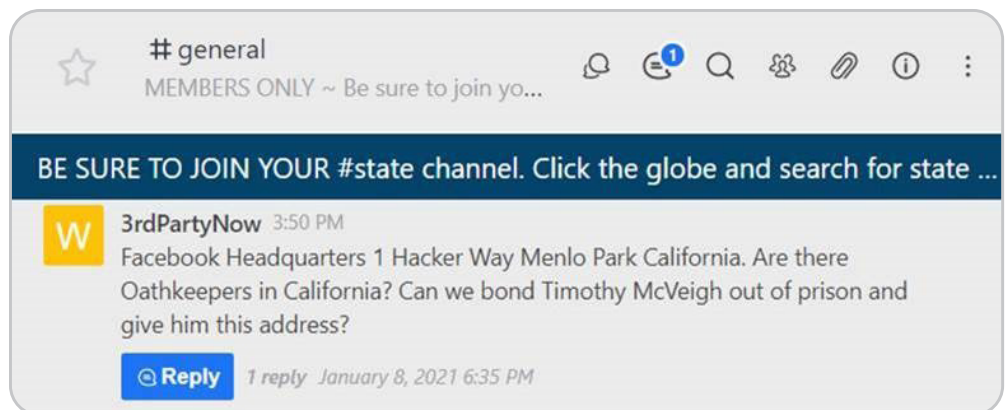 # general
MEMBERS ONLY ~ Be sure to join yo...
1
BE SURE TO JOIN YOUR #state channel. Click the globe and search for state ...
W
3rdPartyNow 3:50 PM
Facebook Headquarters 1 Hacker Way Menlo Park California. Are there
Oathkeepers in California? Can we bond Timothy McVeigh out of prison and
give him this address?
Reply 1 reply January 8, 2021 6:35 PM